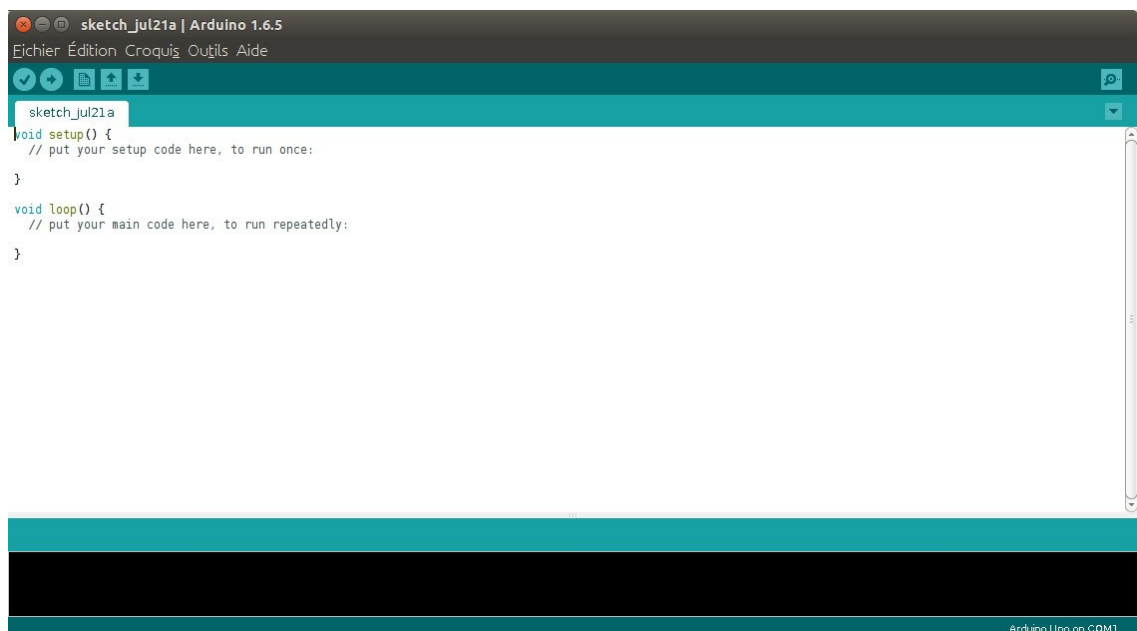 sketch_jul21a | Arduino 1.6.5
Fichier Édition Croquis Outils Aide
sketch_jul21a
void setup() {
  // put your setup code here, to run once:
}
void loop() {
  // put your main code here, to run repeatedly:
}
Arduino Uno on COM1